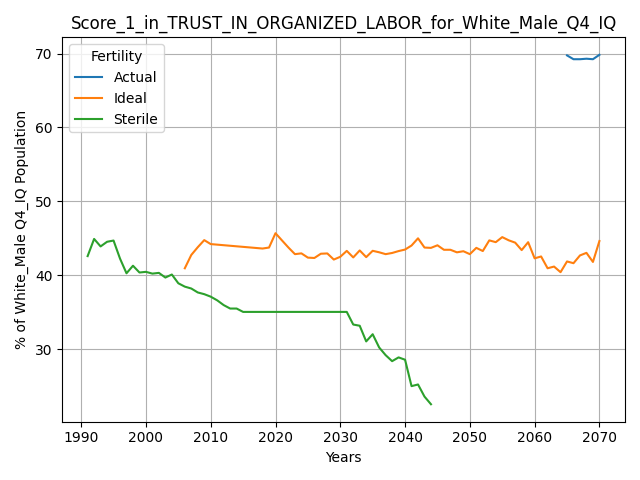 Score_1_in_TRUST_IN_ORGANIZED_LABOR_for_White_Male_Q4_IQ
Fertility
Actual
Ideal
Sterile
% of White_Male Q4_IQ Population
70
60
50
40
30
1990 2000 2010 2020 2030 2040 2050 2060 2070
Years